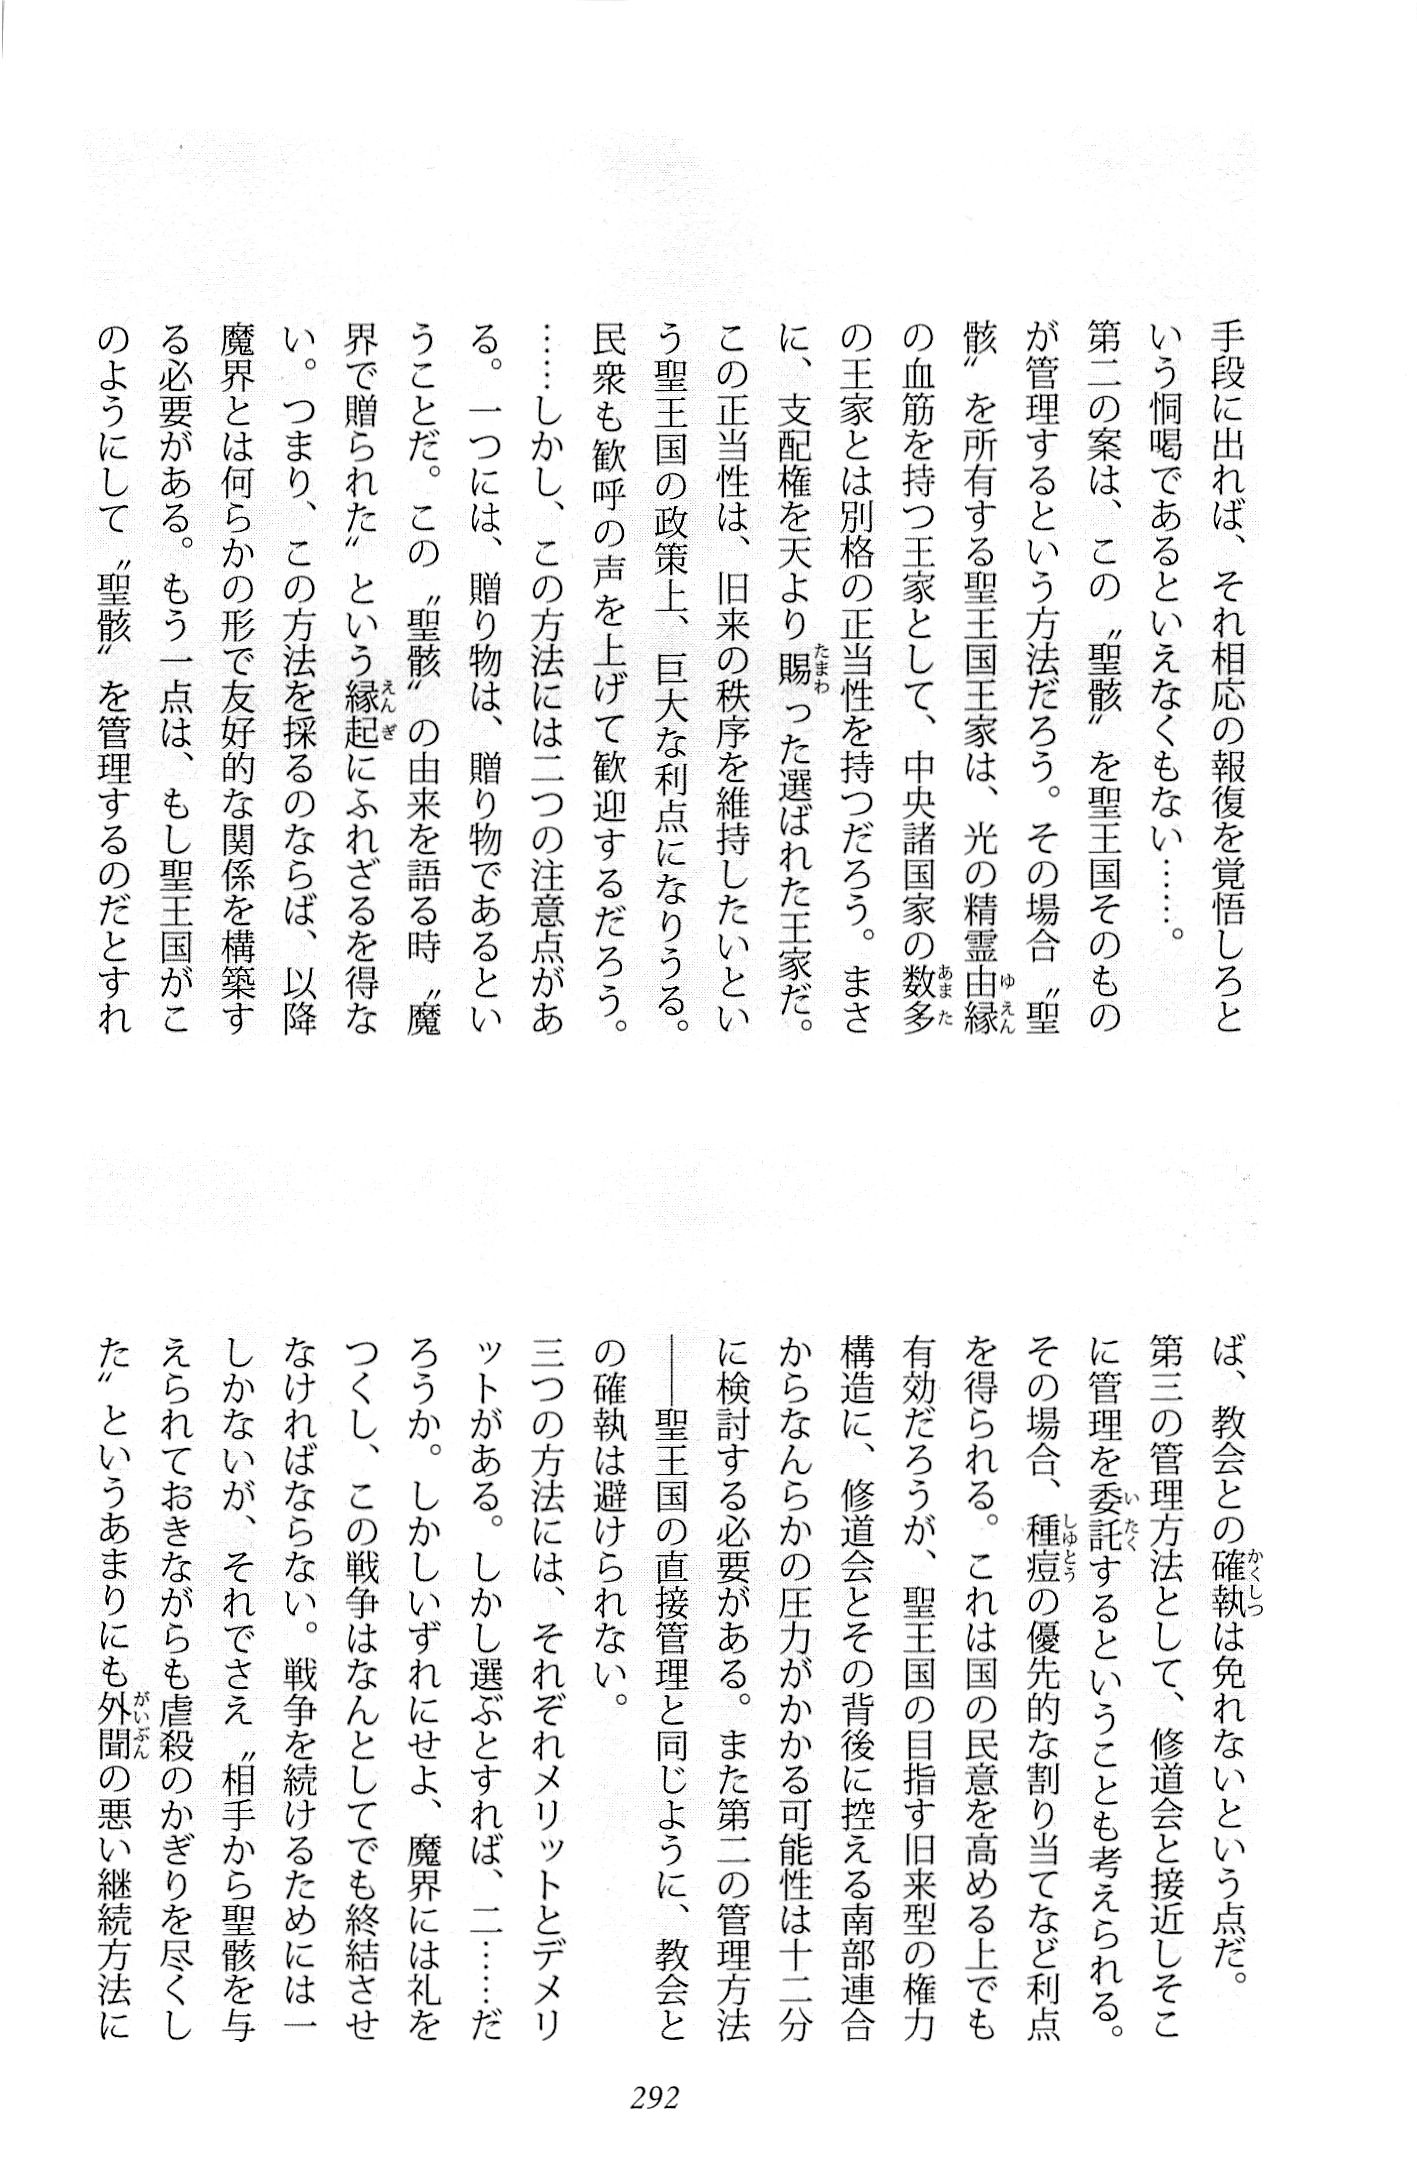 手段に出れば、それ相応の報復を覚悟しろと
いう恫喝であるといえなくもない……。
第二の案は、この〝聖骸〟を聖王国そのもの
が管理するという方法だろう。その場合〝聖
骸〟を所有する聖王国王家は、光の精霊由縁
の血筋を持つ王家として、中央諸国家の数多
の王家とは別格の正当性を持つだろう。まさ
に、支配権を天より賜った選ばれた王家だ。
この正当性は、旧来の秩序を維持したいとい
う聖王国の政策上、巨大な利点になりうる。
民衆も歓呼の声を上げて歓迎するだろう。
……しかし、この方法には二つの注意点があ
る。一つには、贈り物は、贈り物であるとい
うことだ。この〝聖骸〟の由来を語る時〝魔
界で贈られた〟という縁起にふれざるを得な
い。つまり、この方法を採るのならば、以降
魔界とは何らかの形で友好的な関係を構築す
る必要がある。もう一点は、もし聖王国がこ
のようにして〝聖骸〟を管理するのだとすれ
ば、教会との確執は免れないという点だ。
第三の管理方法として、修道会と接近しそこ
に管理を委託するということも考えられる。
その場合、種痘の優先的な割り当てなど利点
を得られる。これは国の民意を高める上でも
有効だろうが、聖王国の目指す旧来型の権力
構造に、修道会とその背後に控える南部連合
からなんらかの圧力がかかる可能性は十二分
に検討する必要がある。また第二の管理方法
――聖王国の直接管理と同じように、教会と
の確執は避けられない。
三つの方法には、それぞれメリットとデメリ
ットがある。しかし選ぶとすれば、二……だ
ろうか。しかしいずれにせよ、魔界には礼を
つくし、この戦争はなんとしてでも終結させ
なければならない。戦争を続けるためには一
しかないが、それでさえ〝相手から聖骸を与
えられておきながらも虐殺のかぎりを尽くし
た〟というあまりにも外聞の悪い継続方法に
292